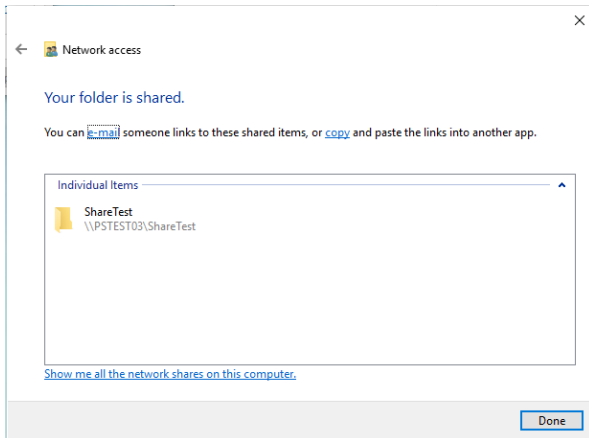 Network access
Your folder is shared.
You can e-mail someone links to these shared items, or copy and paste the links into another app.
Individual Items
ShareTest
\\PSTEST03\ShareTest
Show me all the network shares on this computer.
Done